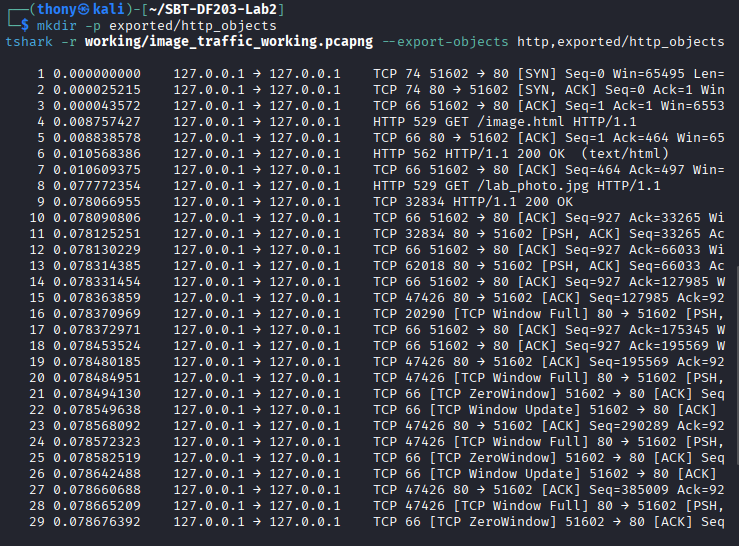 ┌──(thony㉿kali)-[~/SBT-DF203-Lab2]
└─$ mkdir -p exported/http_objects
tshark -r working/image_traffic_working.pcapng --export-objects http,exported/http_objects
1 0.000000000 127.0.0.1 → 127.0.0.1 TCP 74 51602 → 80 [SYN] Seq=0 Win=65495 Len=
2 0.000025215 127.0.0.1 → 127.0.0.1 TCP 74 80 → 51602 [SYN, ACK] Seq=0 Ack=1 Win
3 0.000043572 127.0.0.1 → 127.0.0.1 TCP 66 51602 → 80 [ACK] Seq=1 Ack=1 Win=6553
4 0.008757427 127.0.0.1 → 127.0.0.1 HTTP 529 GET /image.html HTTP/1.1
5 0.008838578 127.0.0.1 → 127.0.0.1 TCP 66 80 → 51602 [ACK] Seq=1 Ack=464 Win=65
6 0.010568386 127.0.0.1 → 127.0.0.1 HTTP 562 HTTP/1.1 200 OK (text/html)
7 0.010609375 127.0.0.1 → 127.0.0.1 TCP 66 51602 → 80 [ACK] Seq=464 Ack=497 Win=
8 0.077772354 127.0.0.1 → 127.0.0.1 HTTP 529 GET /lab_photo.jpg HTTP/1.1
9 0.078066955 127.0.0.1 → 127.0.0.1 TCP 32834 HTTP/1.1 200 OK
10 0.078090806 127.0.0.1 → 127.0.0.1 TCP 66 51602 → 80 [ACK] Seq=927 Ack=33265 Wi
11 0.078125251 127.0.0.1 → 127.0.0.1 TCP 32834 80 → 51602 [PSH, ACK] Seq=33265 Ac
12 0.078130229 127.0.0.1 → 127.0.0.1 TCP 66 51602 → 80 [ACK] Seq=927 Ack=66033 Wi
13 0.078314385 127.0.0.1 → 127.0.0.1 TCP 62018 80 → 51602 [PSH, ACK] Seq=66033 Ac
14 0.078331454 127.0.0.1 → 127.0.0.1 TCP 66 51602 → 80 [ACK] Seq=927 Ack=127985 W
15 0.078363859 127.0.0.1 → 127.0.0.1 TCP 47426 80 → 51602 [ACK] Seq=127985 Ack=92
16 0.078370969 127.0.0.1 → 127.0.0.1 TCP 20290 [TCP Window Full] 80 → 51602 [PSH,
17 0.078372971 127.0.0.1 → 127.0.0.1 TCP 66 51602 → 80 [ACK] Seq=927 Ack=175345 W
18 0.078453524 127.0.0.1 → 127.0.0.1 TCP 66 51602 → 80 [ACK] Seq=927 Ack=195569 W
19 0.078480185 127.0.0.1 → 127.0.0.1 TCP 47426 80 → 51602 [ACK] Seq=195569 Ack=92
20 0.078484951 127.0.0.1 → 127.0.0.1 TCP 47426 [TCP Window Full] 80 → 51602 [PSH,
21 0.078494130 127.0.0.1 → 127.0.0.1 TCP 66 [TCP ZeroWindow] 51602 → 80 [ACK] Seq
22 0.078549638 127.0.0.1 → 127.0.0.1 TCP 66 [TCP Window Update] 51602 → 80 [ACK]
23 0.078568092 127.0.0.1 → 127.0.0.1 TCP 47426 80 → 51602 [ACK] Seq=290289 Ack=92
24 0.078572323 127.0.0.1 → 127.0.0.1 TCP 47426 [TCP Window Full] 80 → 51602 [PSH,
25 0.078582519 127.0.0.1 → 127.0.0.1 TCP 66 [TCP ZeroWindow] 51602 → 80 [ACK] Seq
26 0.078642488 127.0.0.1 → 127.0.0.1 TCP 66 [TCP Window Update] 51602 → 80 [ACK]
27 0.078660688 127.0.0.1 → 127.0.0.1 TCP 47426 80 → 51602 [ACK] Seq=385009 Ack=92
28 0.078665209 127.0.0.1 → 127.0.0.1 TCP 47426 [TCP Window Full] 80 → 51602 [PSH,
29 0.078676392 127.0.0.1 → 127.0.0.1 TCP 66 [TCP ZeroWindow] 51602 → 80 [ACK] Seq